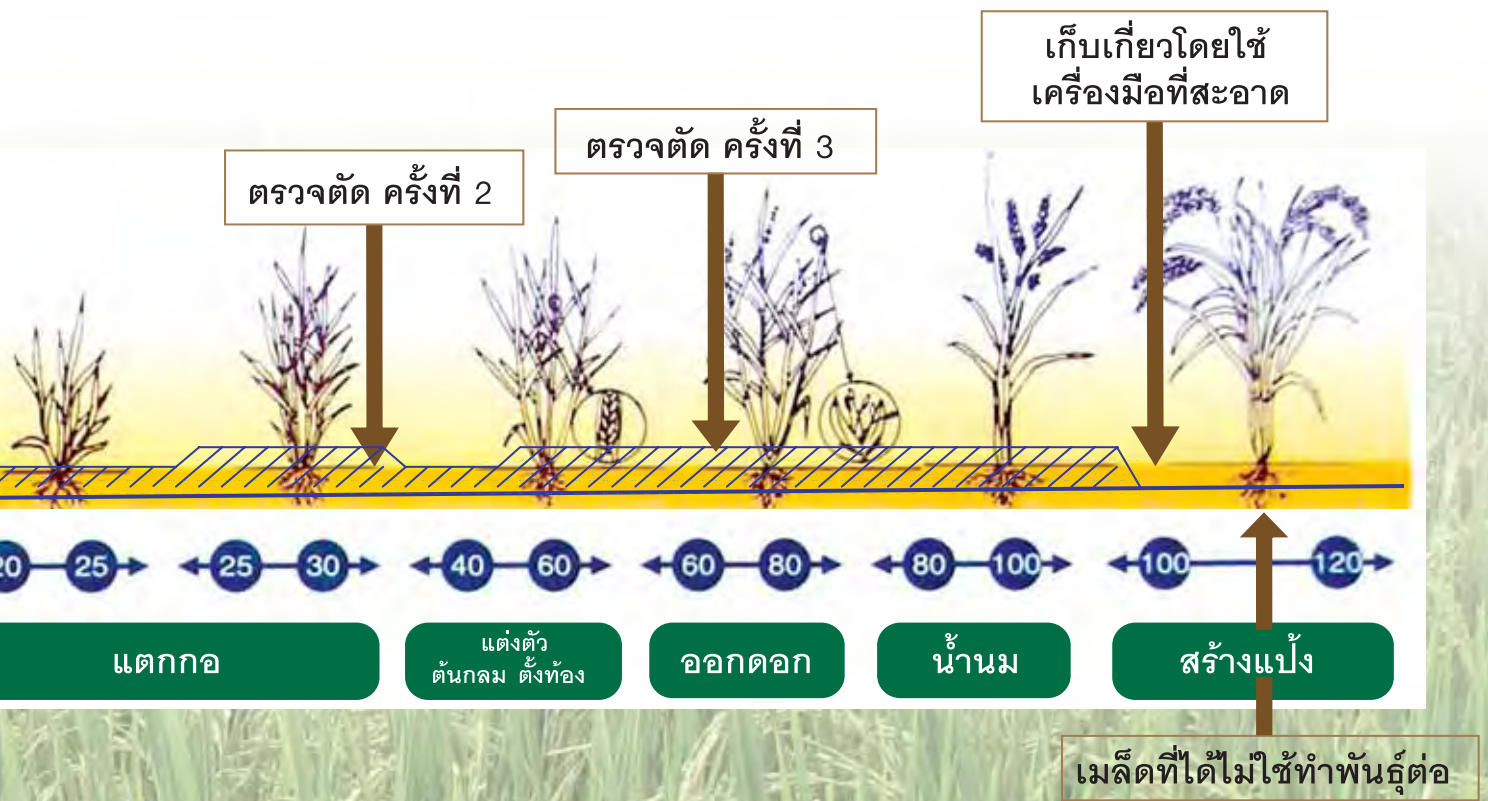 เก็บเกี่ยวโดยใช้
เครื่องมือที่สะอาด
ตรวจตัด ครั้งที่ 3
ตรวจตัด ครั้งที่ 2
20 25 25 30 40 60 60 80 80 100 100 120
แตกกอ
แต่งตัว
ต้นกลม ตั้งท้อง
ออกดอก
น้ำนม
สร้างแป้ง
เมล็ดที่ได้ไม่ใช้ทำพันธุ์ต่อ